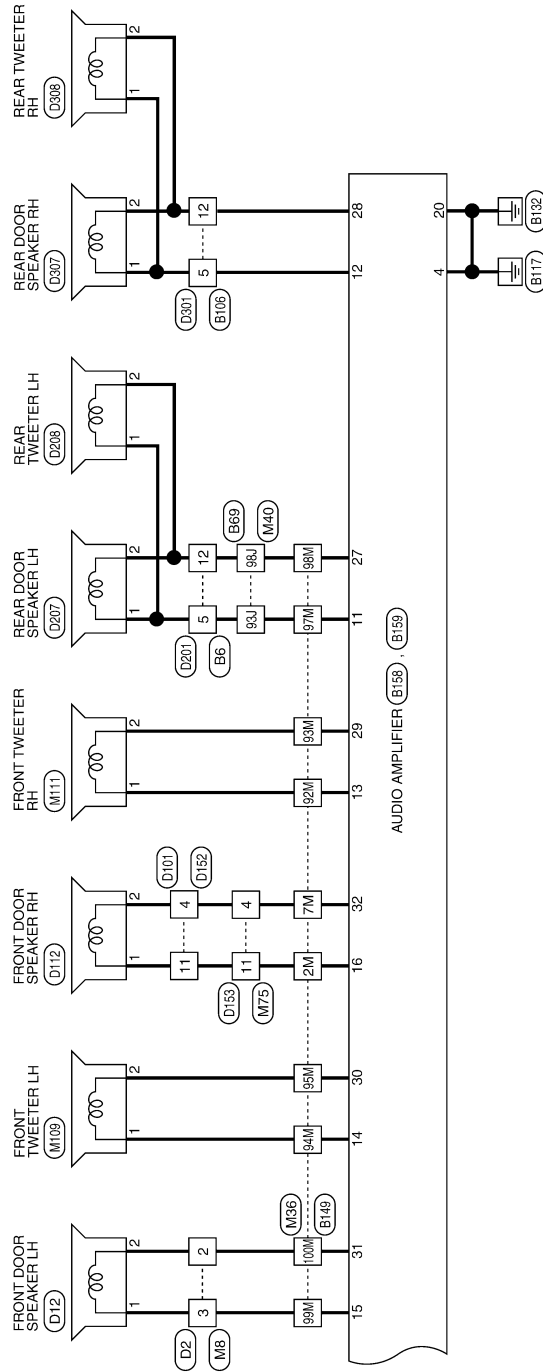 FRONT DOOR
SPEAKER LH
D12
1
2
D2
M8
3
2
M36
B149
99M
100M
15
31
FRONT
TWEETER LH
M109
1
2
94M
95M
14
30
FRONT DOOR
SPEAKER RH
D112
1
2
D101
D152
11
4
11
4
D153
M75
2M
7M
16
32
FRONT TWEETER
RH
M111
1
2
92M
93M
13
29
REAR DOOR
SPEAKER LH
D207
1
2
5
12
D201
B6
B69
M40
93J
98J
97M
98M
11
27
REAR
TWEETER LH
D208
1
2
REAR DOOR
SPEAKER RH
D307
1
2
5
12
D301
B106
12
28
REAR TWEETER
RH
D308
1
2
AUDIO AMPLIFIER B158 , B159
4
20
B117
B132